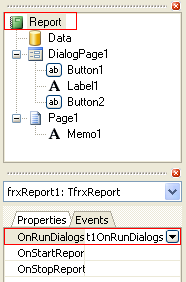 Report
Data
DialogPage1
Button1
Label1
Button2
Page1
Memo1
frxReport1: TfrxReport
Properties Events
OnRunDialogs t1OnRunDialogs
OnStartRepor
OnStopReport